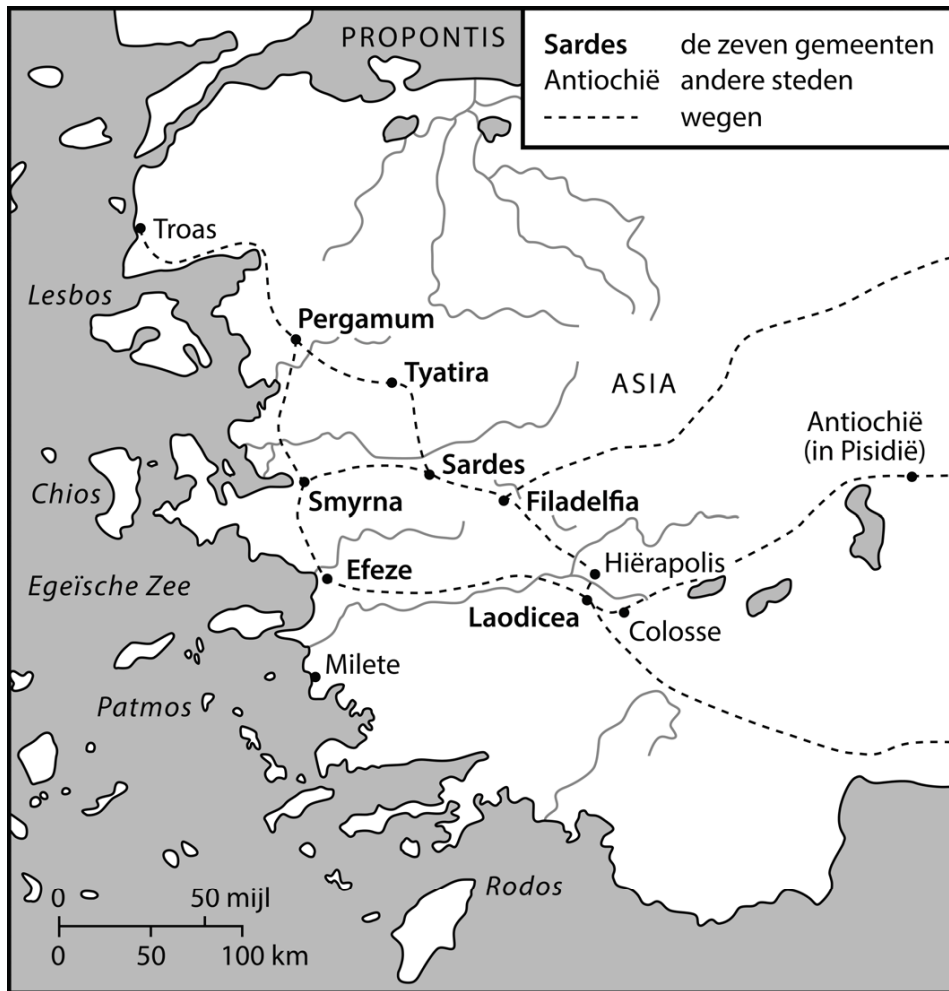 PROPONTIS
Sardes de zeven gemeenten
Antiochië andere steden
wegen
Troas
Lesbos
Pergamum
Tyatira
ASIA
Antiochië
(in Pisidië)
Sardes
Chios
Smyrna
Filadelfia
Hiërapolis
Egeïsche Zee
Efeze
Laodicea
Colosse
Milete
Patmos
Rodos
0 50 mijl
0 50 100 km